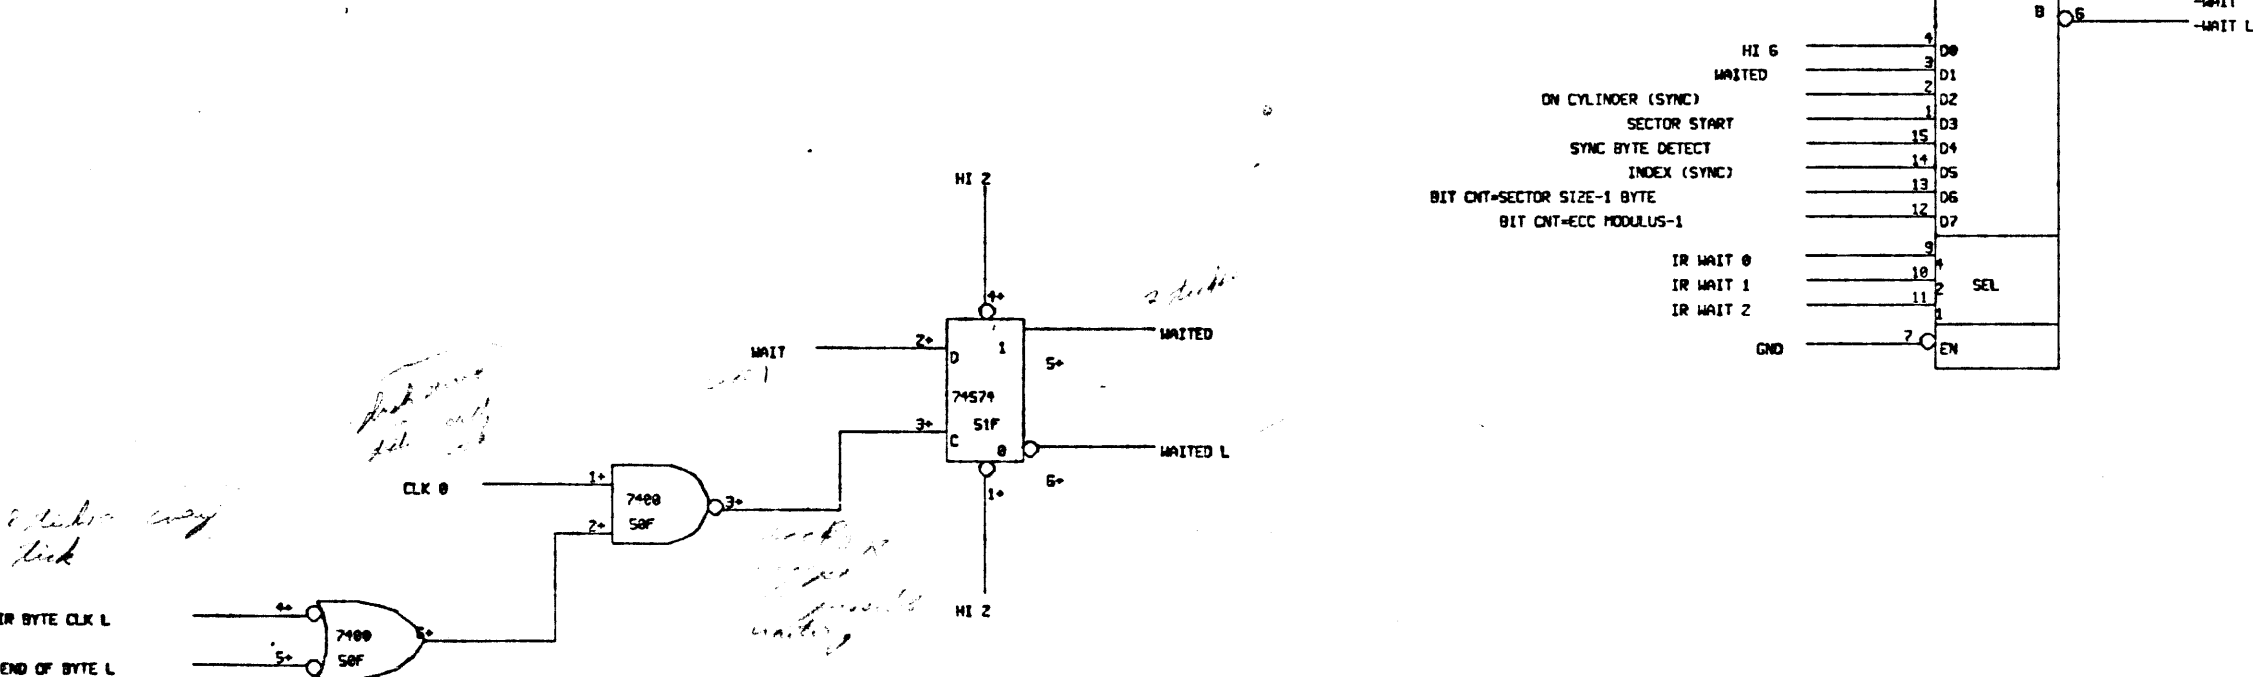 -WAIT
B 6
-WAIT L
HI 6 4 D0
WAITED 3 D1
ON CYLINDER (SYNC) 2 D2
SECTOR START 1 D3
SYNC BYTE DETECT 15 D4
INDEX (SYNC) 14 D5
BIT CNT=SECTOR SIZE-1 BYTE 13 D6
BIT CNT=ECC MODULUS-1 12 D7
IR WAIT 0 9 4
IR WAIT 1 10 2 SEL
IR WAIT 2 11 1
GND 7 EN
HI 2
4+
WAIT 2+ D 1 WAITED
5+
74S74
51F
3+ C 0 WAITED L
1+ 6+
HI 2
CLK 0 1+ 7400 3+
2+ 50F
tick
waiting
IR BYTE CLK L 4+ 7400 6+
END OF BYTE L 5+ 50F